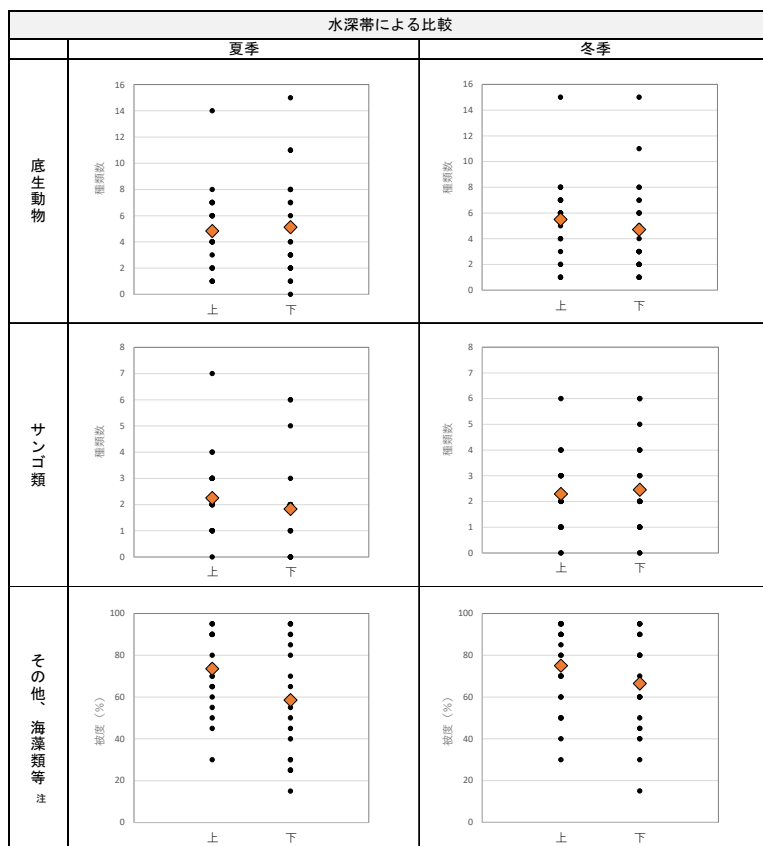 水深帯による比較
夏季
冬季
底生動物
種類数
16
14
12
10
8
6
4
2
0
上
下
種類数
16
14
12
10
8
6
4
2
0
上
下
サンゴ類
種類数
8
7
6
5
4
3
2
1
0
上
下
種類数
8
7
6
5
4
3
2
1
0
上
下
その他、海藻類等 注
被度（%）
100
80
60
40
20
0
上
下
被度（%）
100
80
60
40
20
0
上
下